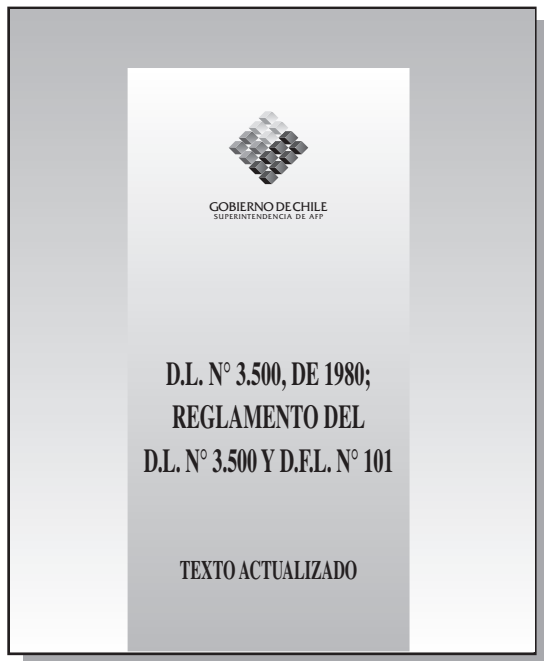 GOBIERNO DE CHILE
SUPERINTENDENCIA DE AFP
D.L. N° 3.500, DE 1980;
REGLAMENTO DEL
D.L. N° 3.500 Y D.F.L. N° 101
TEXTO ACTUALIZADO